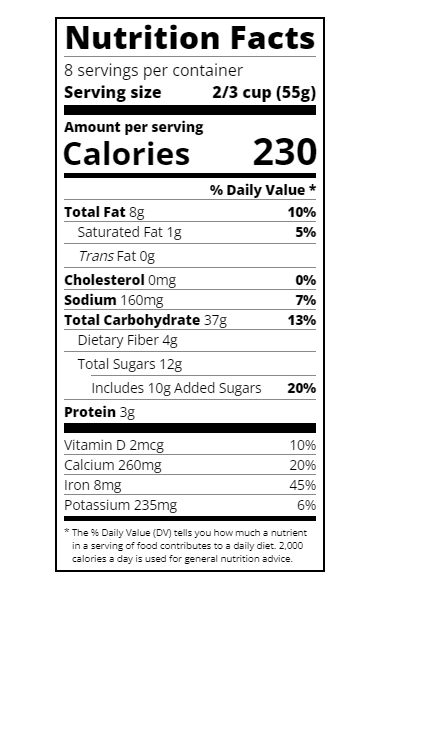 Nutrition Facts
8 servings per container
Serving size 2/3 cup (55g)
Amount per serving
Calories 230
% Daily Value *
Total Fat 8g 10%
Saturated Fat 1g 5%
Trans Fat 0g
Cholesterol 0mg 0%
Sodium 160mg 7%
Total Carbohydrate 37g 13%
Dietary Fiber 4g
Total Sugars 12g
Includes 10g Added Sugars 20%
Protein 3g
Vitamin D 2mcg 10%
Calcium 260mg 20%
Iron 8mg 45%
Potassium 235mg 6%
* The % Daily Value (DV) tells you how much a nutrient
in a serving of food contributes to a daily diet. 2,000
calories a day is used for general nutrition advice.